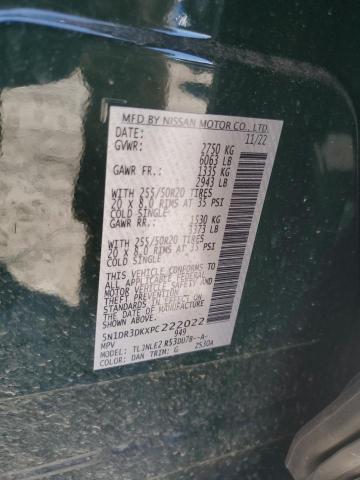 MFD BY NISSAN MOTOR CO., LTD.
DATE: 11/22
GVWR: 2750 KG
6063 LB
GAWR FR.: 1335 KG
2943 LB
WITH 255/50R20 TIRES
20 x 8.0 RIMS AT 35 PSI
COLD-SINGLE
GAWR RR.: 1530 KG
3373 LB
WITH 255/50R20 TIRES
20 x 8.0 RIMS AT 35 PSI
COLD-SINGLE
THIS VEHICLE CONFORMS TO
ALL APPLICABLE FEDERAL
MOTOR VEHICLE SAFETY
STANDARDS IN EFFECT
ON THE DATE OF
MANUFACTURE SHOWN ABOVE.
5N1DR3DKXPC222022
949
MPV
MODEL: TLJNLE2 R53DU7B--A-
COLOR: DAN TRIM: G 2530A